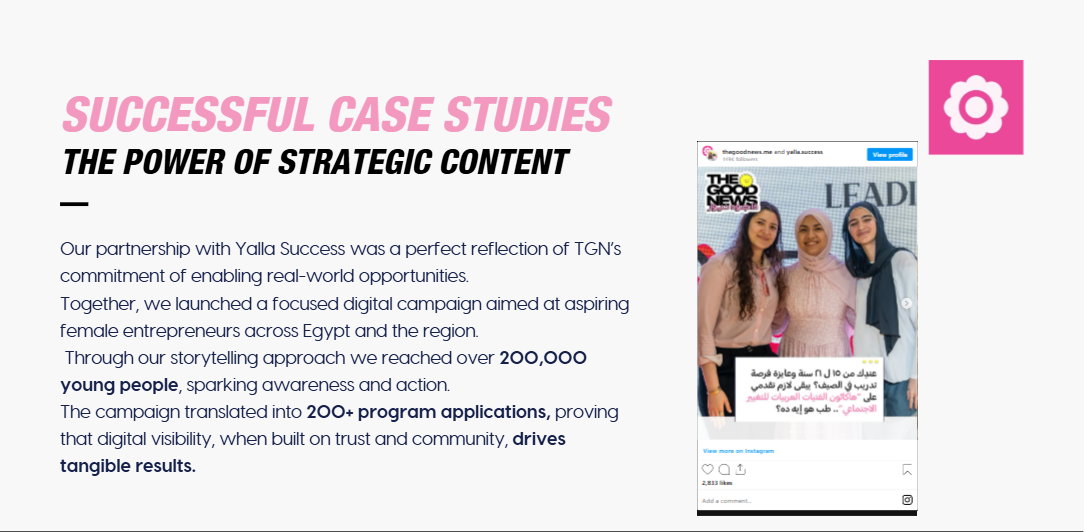 SUCCESSFUL CASE STUDIES
THE POWER OF STRATEGIC CONTENT
Our partnership with Yalla Success was a perfect reflection of TGN's
commitment of enabling real-world opportunities.
Together, we launched a focused digital campaign aimed at aspiring
female entrepreneurs across Egypt and the region.
Through our storytelling approach we reached over 200,000
young people, sparking awareness and action.
The campaign translated into 200+ program applications, proving
that digital visibility, when built on trust and community, drives
tangible results.
thegoodnews.me and yalla.success
View profile
THE
GOOD
NEWS
LEADI
عندِك من ١٥ ل ٢١ سنة وعايزة فرصة
تدريب في الصيف؟ يبقى لازم تقدمي
على "هاكاثون الفتيات العربيات للتغيير
الاجتماعي".. طب هو إيه ده؟
View more on Instagram
2,833 likes
Add a comment...